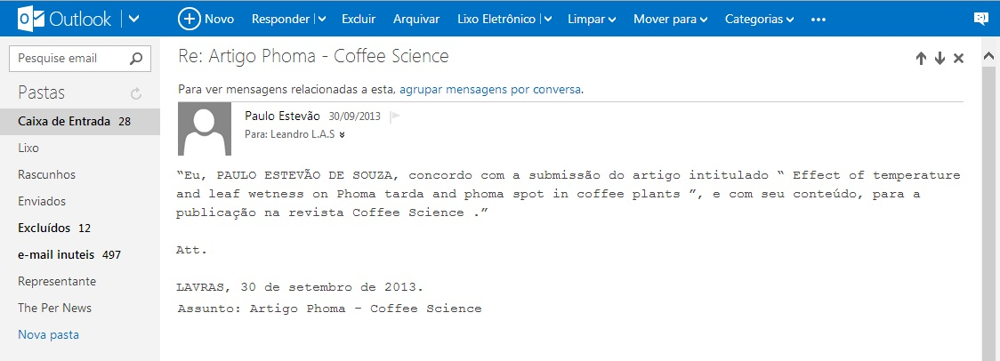 Outlook Novo Responder Excluir Arquivar Lixo Eletrônico Limpar Mover para Categorias •••
Pesquise email
Pastas
Caixa de Entrada 28
Lixo
Rascunhos
Enviados
Excluídos 12
e-mail inuteis 497
Representante
The Per News
Nova pasta
Re: Artigo Phoma - Coffee Science
Para ver mensagens relacionadas a esta, agrupar mensagens por conversa.
Paulo Estevão 30/09/2013
Para: Leandro L.A.S
“Eu, PAULO ESTEVÃO DE SOUZA, concordo com a submissão do artigo intitulado “ Effect of temperature
and leaf wetness on Phoma tarda and phoma spot in coffee plants ”, e com seu conteúdo, para a
publicação na revista Coffee Science .”
Att.
LAVRAS, 30 de setembro de 2013.
Assunto: Artigo Phoma - Coffee Science